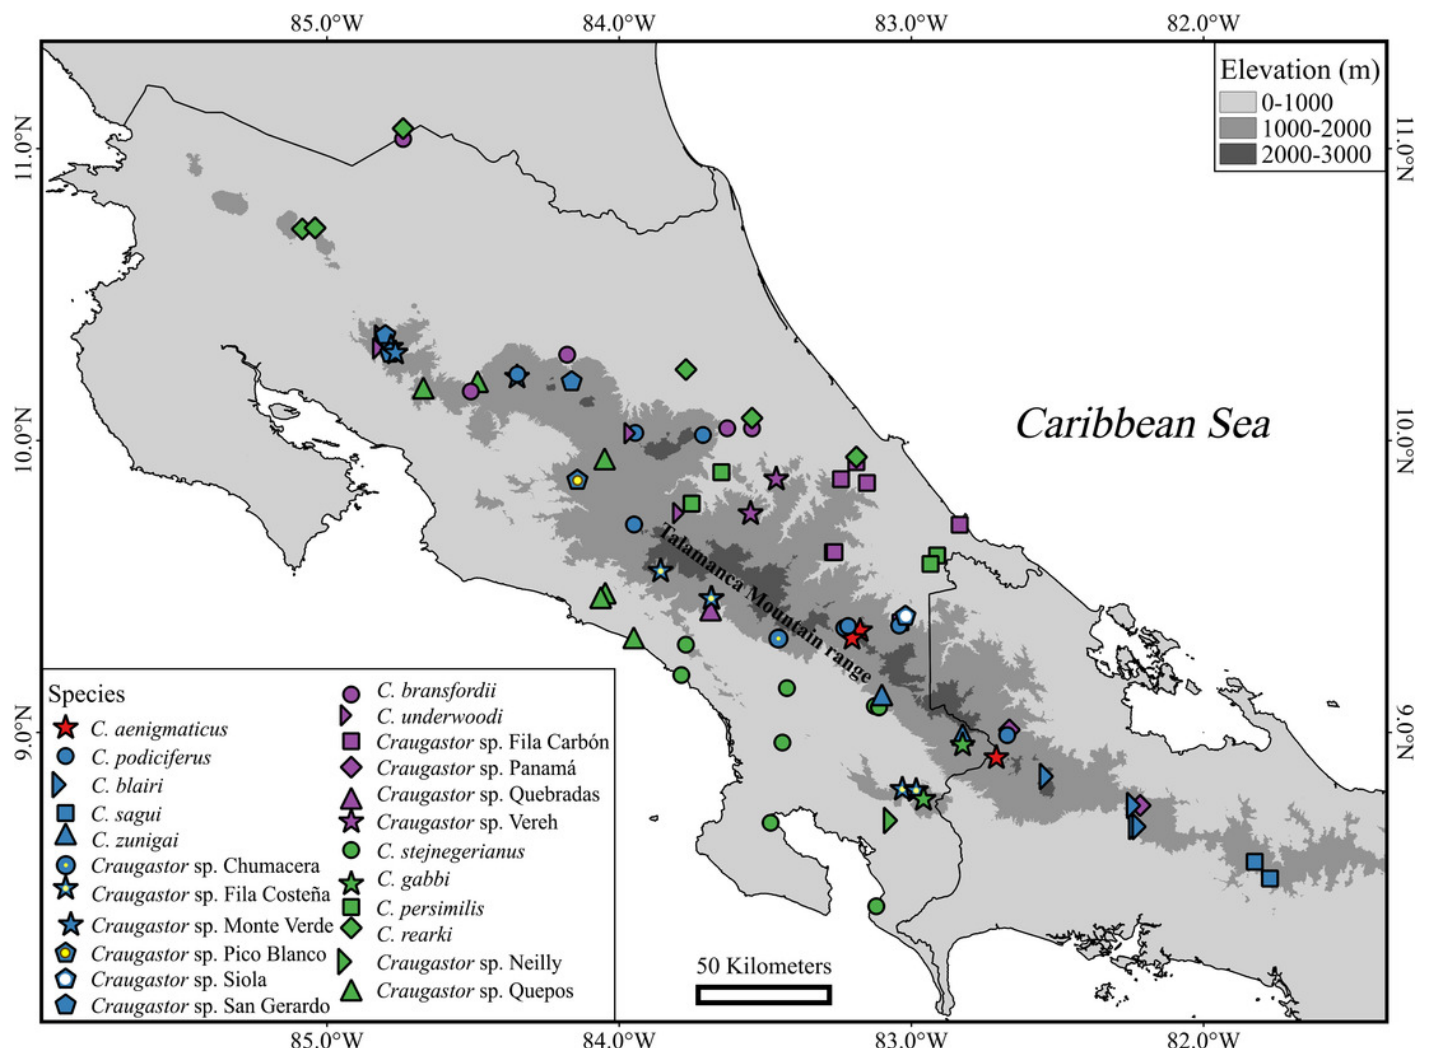 85.0°W 84.0°W 83.0°W 82.0°W
Elevation (m)
0-1000
1000-2000
2000-3000
11.0°N
11.0°N
10.0°N
10.0°N
9.0°N
9.0°N
Caribbean Sea
Talamanca Mountain range
Species
C. aenigmaticus
C. podiciferus
C. blairi
C. sagui
C. zunigai
Craugastor sp. Chumacera
Craugastor sp. Fila Costeña
Craugastor sp. Monte Verde
Craugastor sp. Pico Blanco
Craugastor sp. Siola
Craugastor sp. San Gerardo
C. bransfordii
C. underwoodi
Craugastor sp. Fila Carbón
Craugastor sp. Panamá
Craugastor sp. Quebradas
Craugastor sp. Vereh
C. stejnegerianus
C. gabbi
C. persimilis
C. rearki
Craugastor sp. Neilly
Craugastor sp. Quepos
50 Kilometers
85.0°W 84.0°W 83.0°W 82.0°W